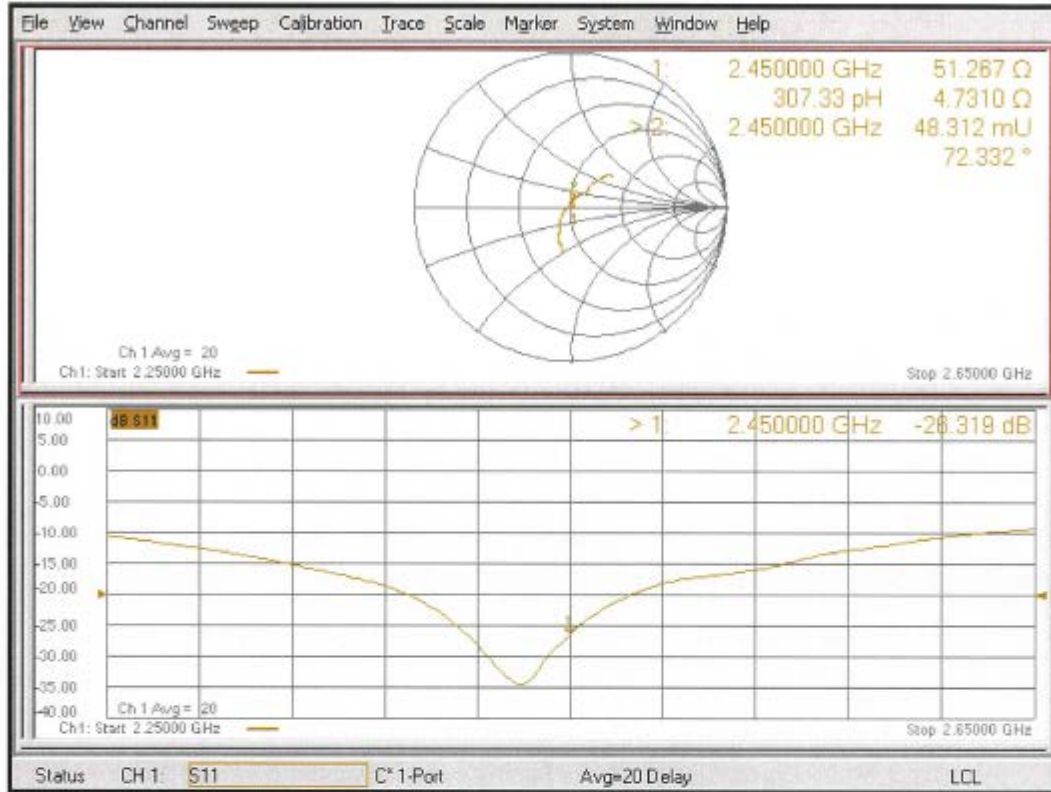 File View Channel Sweep Calibration Trace Scale Marker System Window Help
1: 2.450000 GHz 51.267 Ω
307.33 pH 4.7310 Ω
> 2: 2.450000 GHz 48.312 mU
72.332 °
Ch 1 Avg = 20
Ch1: Start 2.25000 GHz
Stop 2.65000 GHz
10.00
dB S11
> 1: 2.450000 GHz -26.319 dB
5.00
0.00
-5.00
-10.00
-15.00
-20.00
-25.00
1
-30.00
-35.00
-40.00
Ch 1 Avg = 20
Ch1: Start 2.25000 GHz
Stop 2.65000 GHz
Status CH 1: S11 C* 1-Port Avg=20 Delay LCL